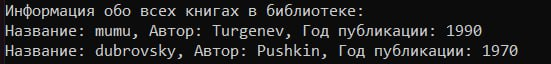 Информация обо всех книгах в библиотеке:
Название: mumu, Автор: Turgenev, Год публикации: 1990
Название: dubrovsky, Автор: Pushkin, Год публикации: 1970